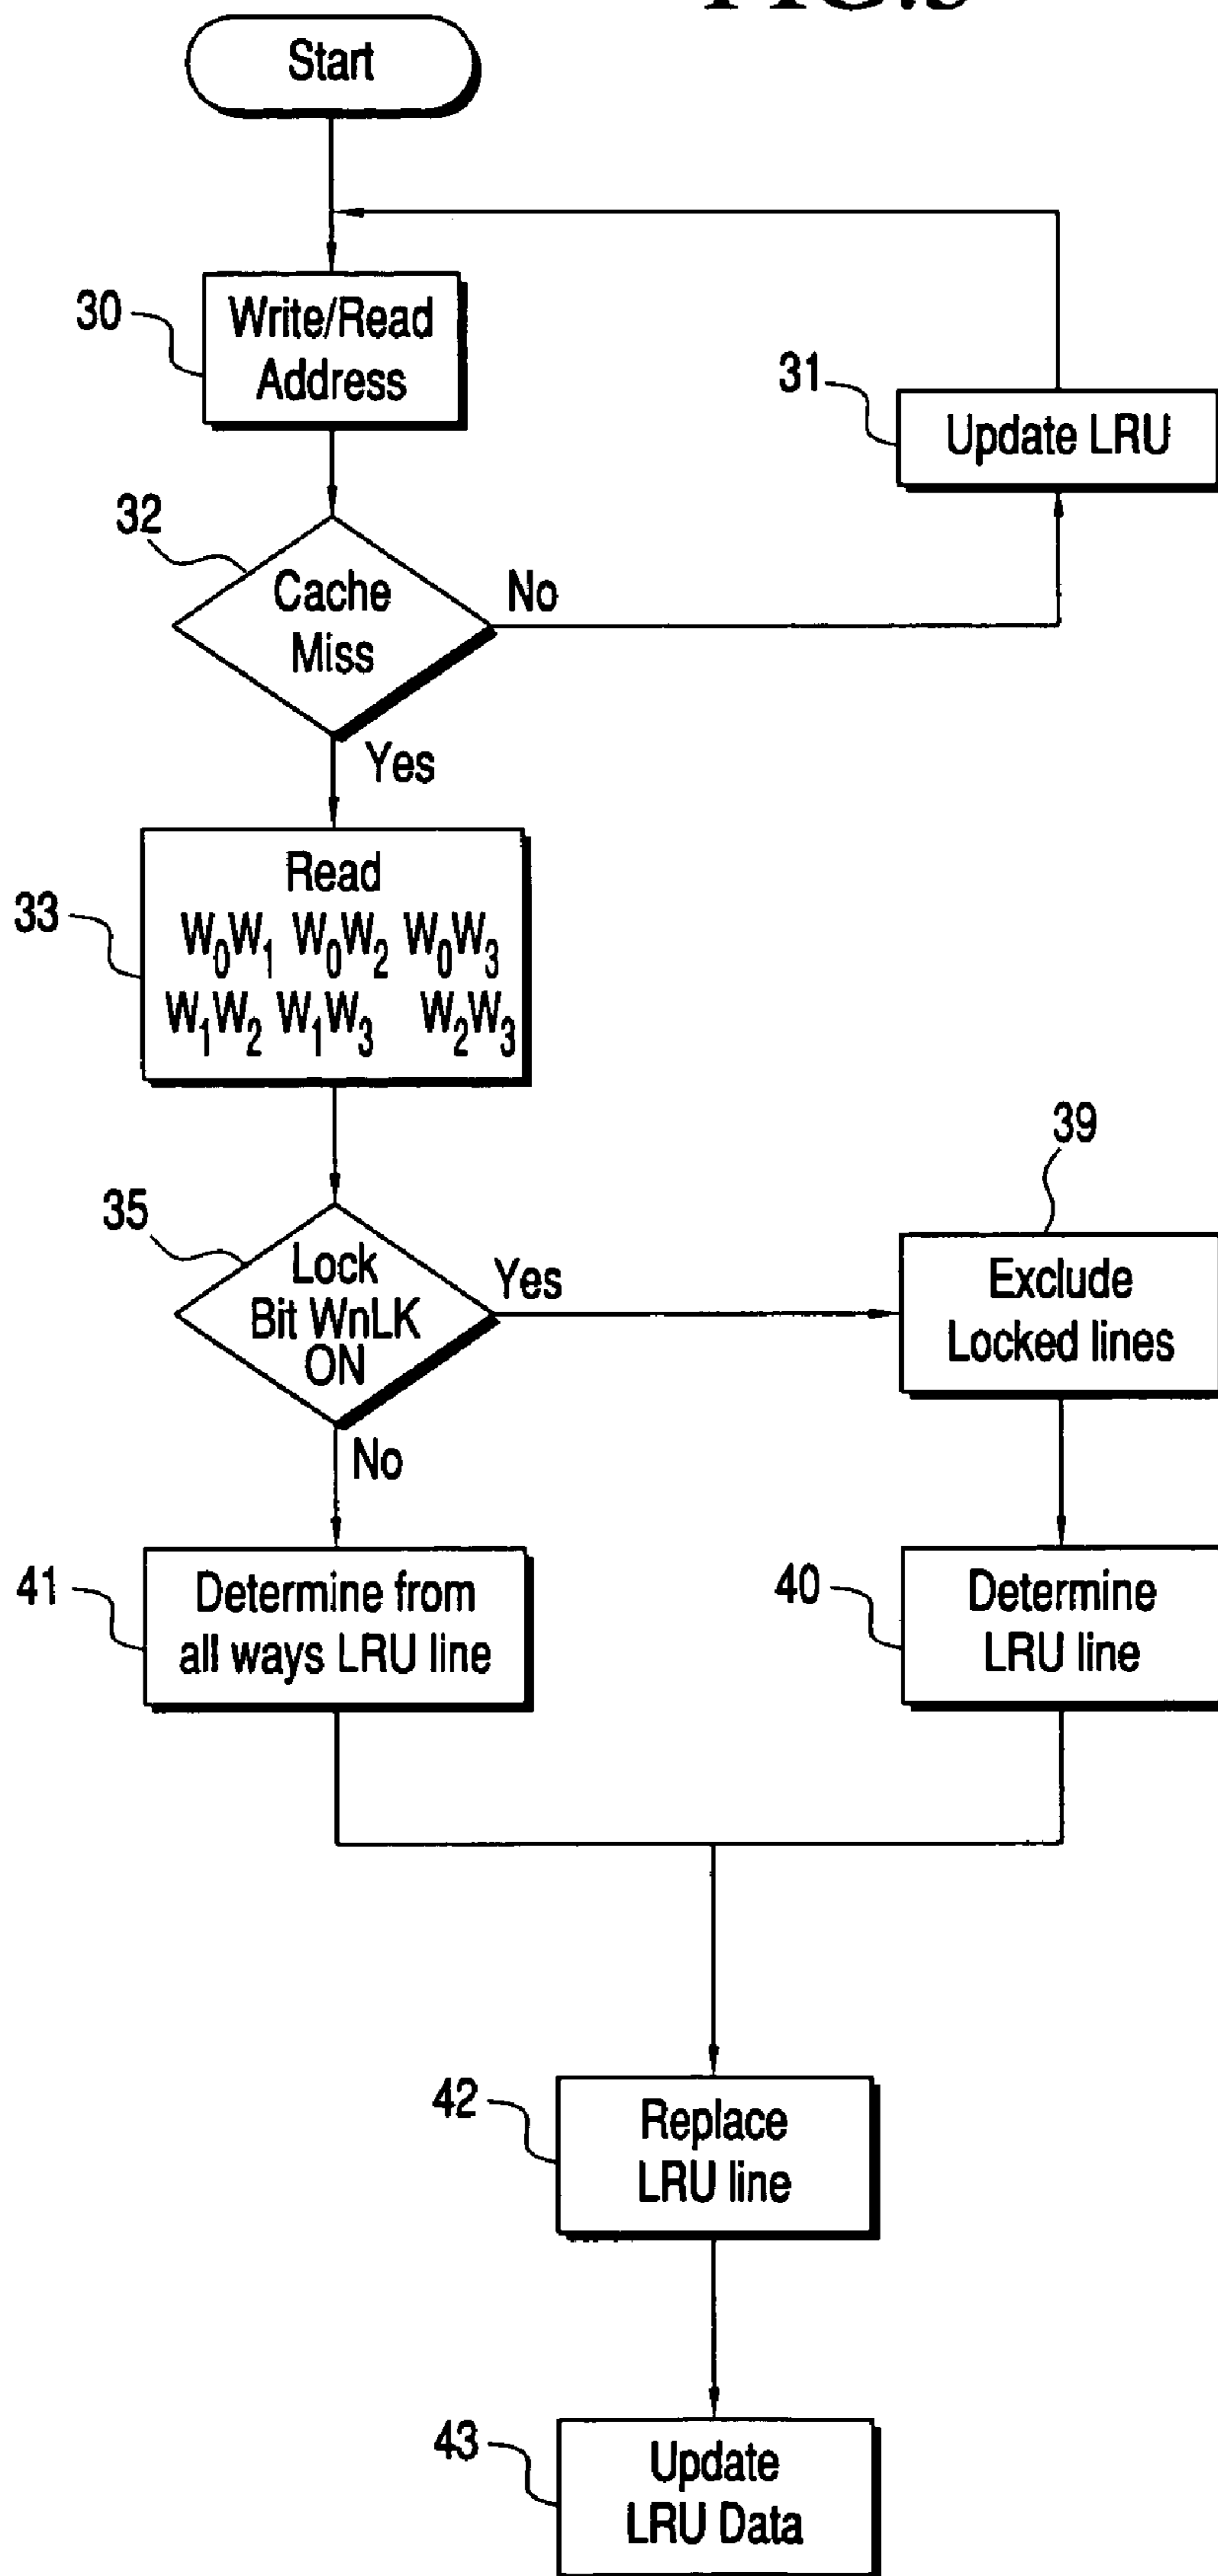 Start
30
Write/Read
Address
31
Update LRU
32
Cache
Miss
No
Yes
33
Read
W₀W₁ W₀W₂ W₀W₃
W₁W₂ W₁W₃ W₂W₃
35
Lock
Bit WnLK
ON
Yes
No
39
Exclude
Locked lines
41
Determine from
all ways LRU line
40
Determine
LRU line
42
Replace
LRU line
43
Update
LRU Data